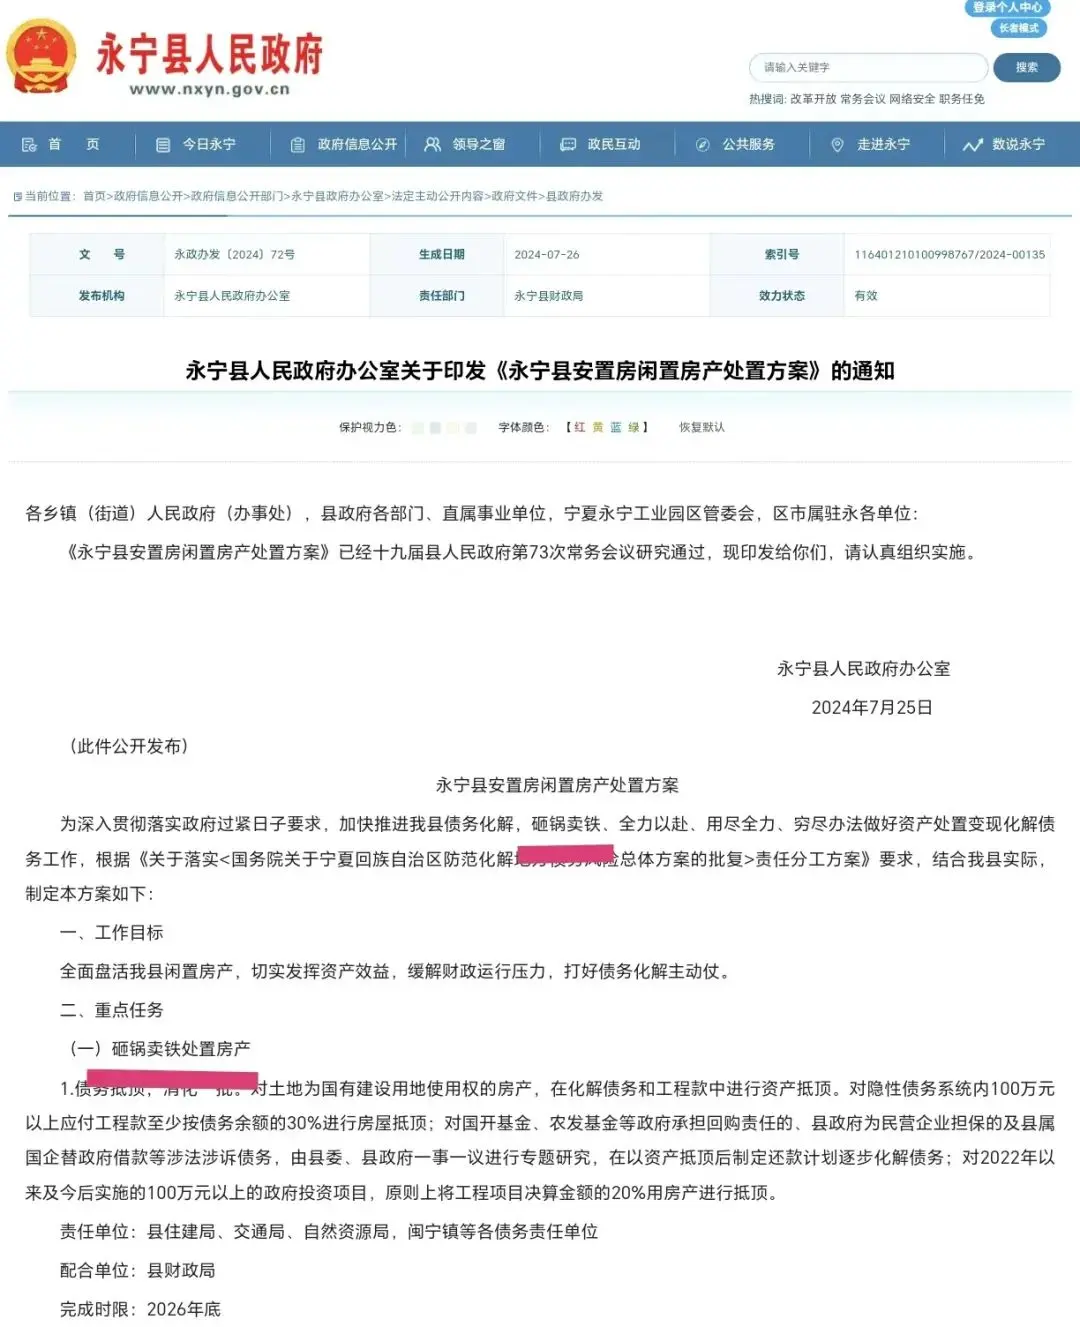 登录个人中心
长者模式
永宁县人民政府
www.nxyn.gov.cn
请输入关键字 搜索
热搜词: 改革开放 常务会议 网络安全 职务任免
首 页 今日永宁 政府信息公开 领导之窗 政民互动 公共服务 走进永宁 数说永宁
当前位置：首页>政府信息公开>政府信息公开部门>永宁县政府办公室>法定主动公开内容>政府文件>县政府办发
文 号 永政办发〔2024〕72号 生成日期 2024-07-26 索引号 116401210100998767/2024-00135
发布机构 永宁县人民政府办公室 责任部门 永宁县财政局 效力状态 有效
永宁县人民政府办公室关于印发《永宁县安置房闲置房产处置方案》的通知
保护视力色： 字体颜色：【红 黄 蓝 绿】 恢复默认
各乡镇（街道）人民政府（办事处），县政府各部门、直属事业单位，宁夏永宁工业园区管委会，区市属驻永各单位：
《永宁县安置房闲置房产处置方案》已经十九届县人民政府第73次常务会议研究通过，现印发给你们，请认真组织实施。
永宁县人民政府办公室
2024年7月25日
（此件公开发布）
永宁县安置房闲置房产处置方案
为深入贯彻落实政府过紧日子要求，加快推进我县债务化解，砸锅卖铁、全力以赴、用尽全力、穷尽办法做好资产处置变现化解债
务工作，根据《关于落实<国务院关于宁夏回族自治区防范化解地方债务风险总体方案的批复>责任分工方案》要求，结合我县实际，
制定本方案如下：
一、工作目标
全面盘活我县闲置房产，切实发挥资产效益，缓解财政运行压力，打好债务化解主动仗。
二、重点任务
（一）砸锅卖铁处置房产
1.债务抵顶，消化一批。对土地为国有建设用地使用权的房产，在化解债务和工程款中进行资产抵顶。对隐性债务系统内100万元
以上应付工程款至少按债务余额的30%进行房屋抵顶；对国开基金、农发基金等政府承担回购责任的、县政府为民营企业担保的及县属
国企替政府借款等涉法涉诉债务，由县委、县政府一事一议进行专题研究，在以资产抵顶后制定还款计划逐步化解债务；对2022年以
来及今后实施的100万元以上的政府投资项目，原则上将工程项目决算金额的20%用房产进行抵顶。
责任单位：县住建局、交通局、自然资源局，闽宁镇等各债务责任单位
配合单位：县财政局
完成时限：2026年底